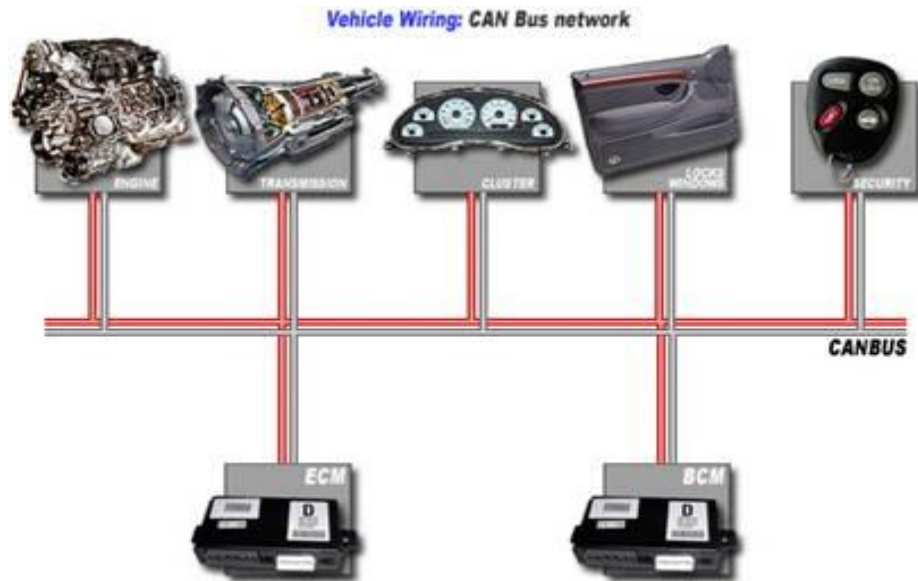 Vehicle Wiring: CAN Bus network
ENGINE
TRANSMISSION
CLUSTER
LOCKS
WINDOWS
SECURITY
CANBUS
ECM
BCM
D
D